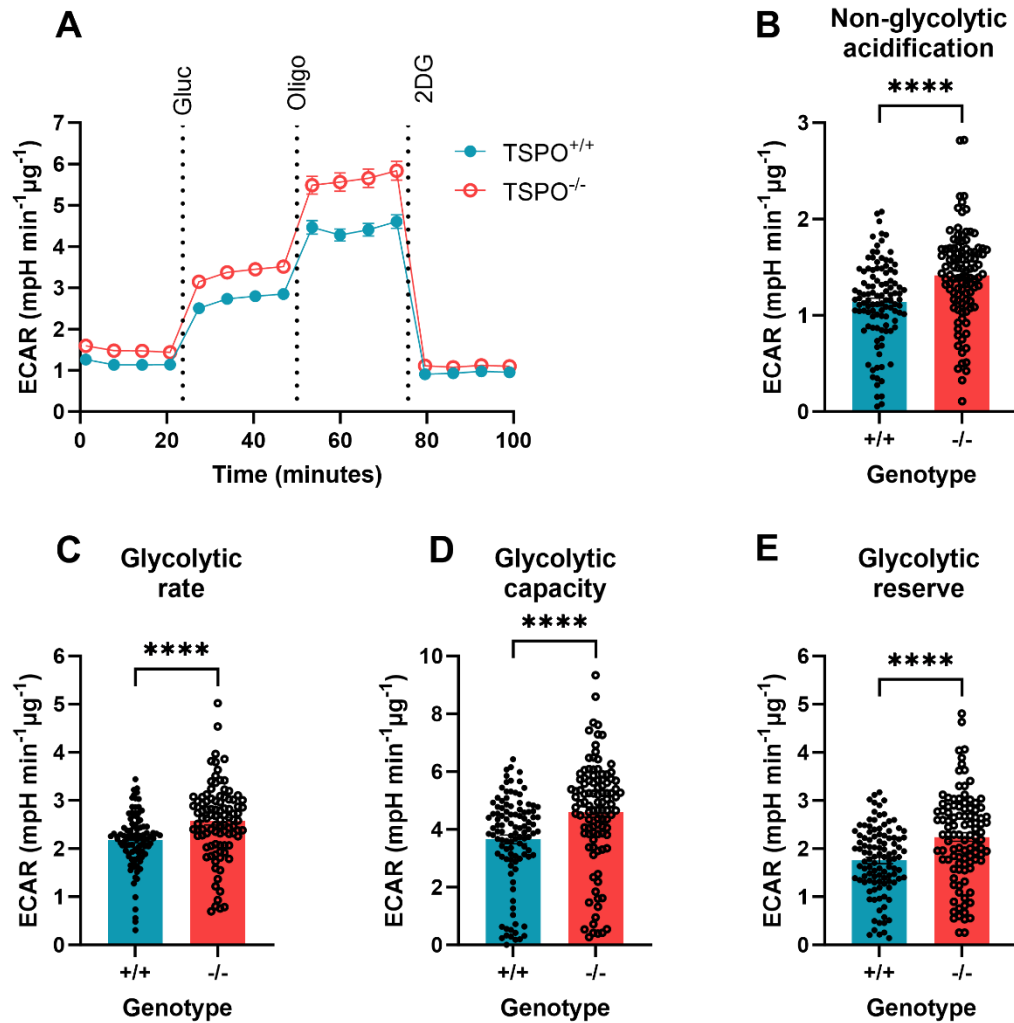 A
Gluc
Oligo
2DG
TSPO+/+
TSPO-/-
7
6
5
4
3
2
1
0
ECAR (mpH min-1µg-1)
0 20 40 60 80 100
Time (minutes)
B
Non-glycolytic
acidification
****
3
2
1
0
ECAR (mpH min-1µg-1)
+/+ -/-
Genotype
C
Glycolytic
rate
****
6
5
4
3
2
1
0
ECAR (mpH min-1µg-1)
+/+ -/-
Genotype
D
Glycolytic
capacity
****
10
8
6
4
2
0
ECAR (mpH min-1µg-1)
+/+ -/-
Genotype
E
Glycolytic
reserve
****
6
5
4
3
2
1
0
ECAR (mpH min-1µg-1)
+/+ -/-
Genotype